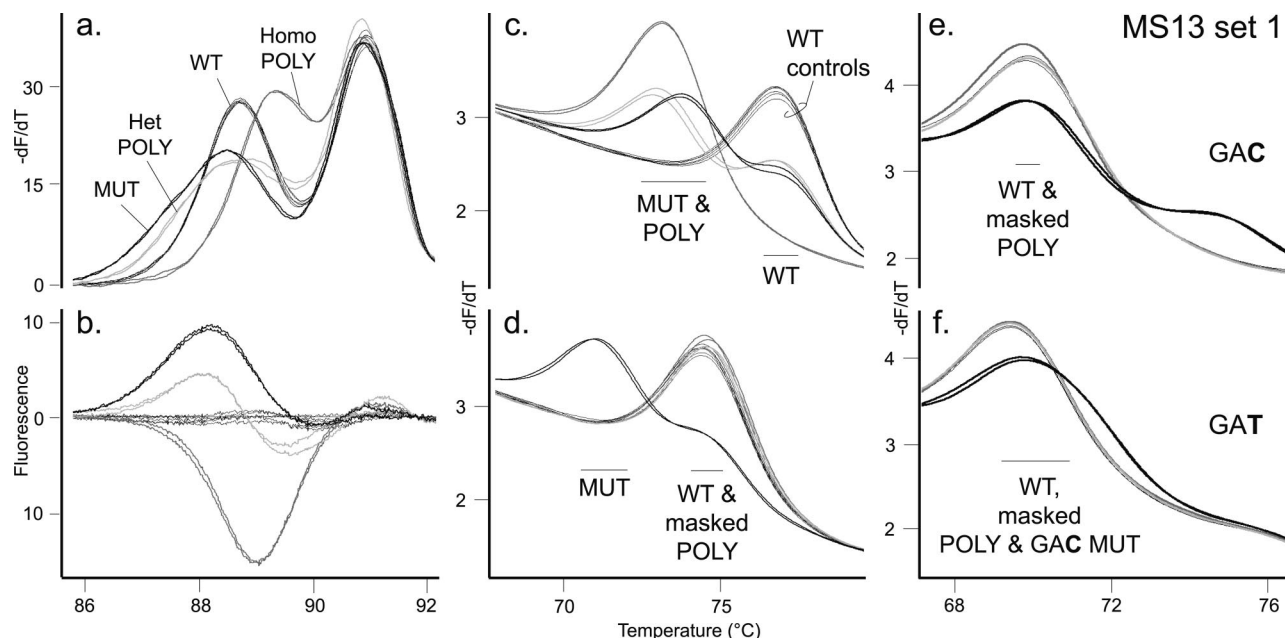 a.
-dF/dT
30
15
0
WT
Homo
POLY
Het
POLY
MUT
b.
Fluorescence
10
0
10
86
88
90
92
c.
-dF/dT
3
2
WT
controls
MUT &
POLY
WT
d.
3
2
MUT
WT &
masked
POLY
70
75
Temperature (°C)
e.
MS13 set 1
-dF/dT
4
3
2
GAC
WT &
masked
POLY
f.
4
3
2
GAT
WT,
masked
POLY & GAC MUT
68
72
76